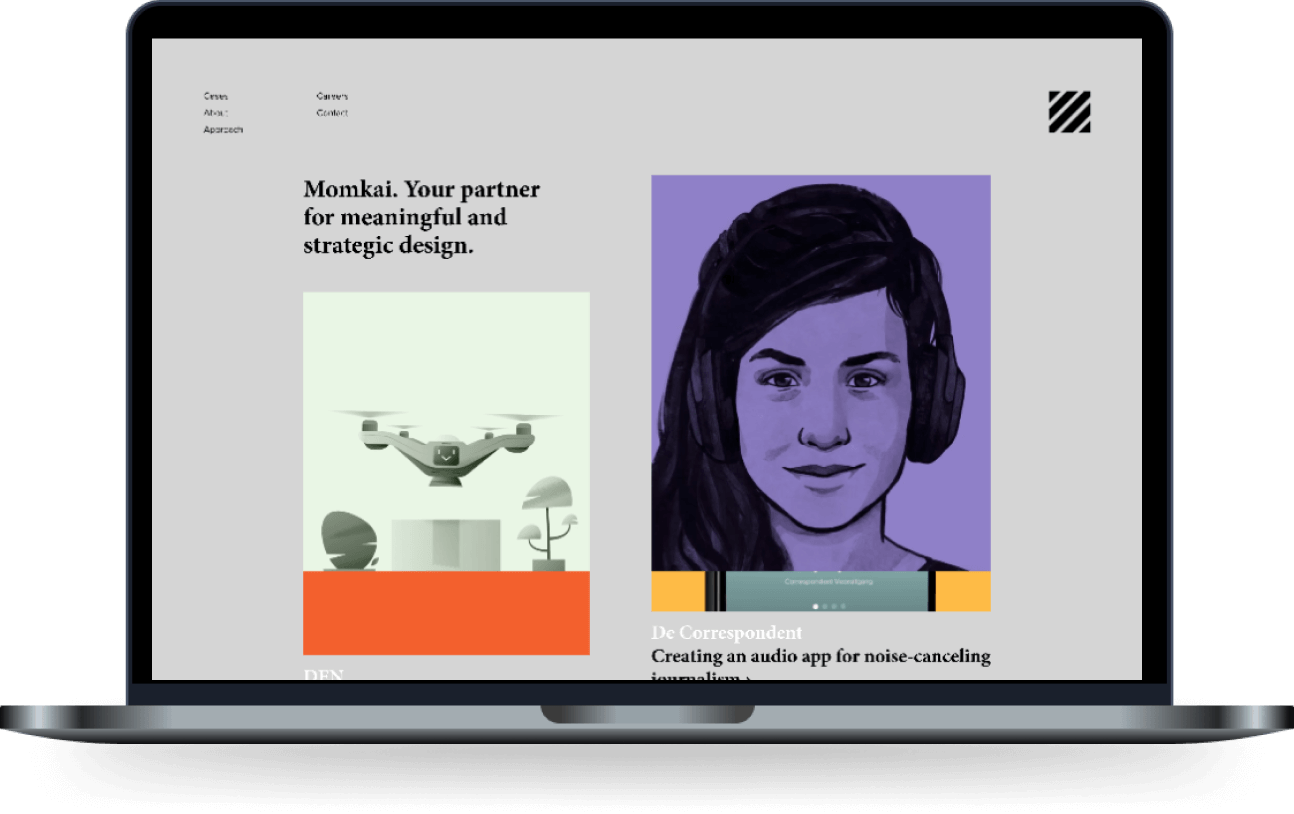 Cases
About
Approach
Careers
Contact
Momkai. Your partner
for meaningful and
strategic design.
Correspondent Vooruitgang
De Correspondent
Creating an audio app for noise-canceling
journalism ›
DEN